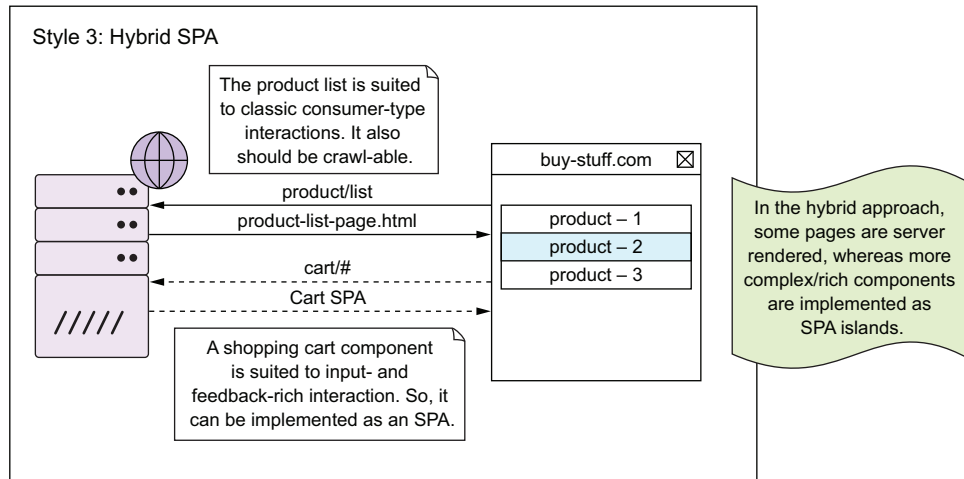 Style 3: Hybrid SPA
The product list is suited
to classic consumer-type
interactions. It also
should be crawl-able.
buy-stuff.com
product/list
product-list-page.html
product – 1
product – 2
product – 3
cart/#
Cart SPA
A shopping cart component
is suited to input- and
feedback-rich interaction. So, it
can be implemented as an SPA.
In the hybrid approach,
some pages are server
rendered, whereas more
complex/rich components
are implemented as
SPA islands.